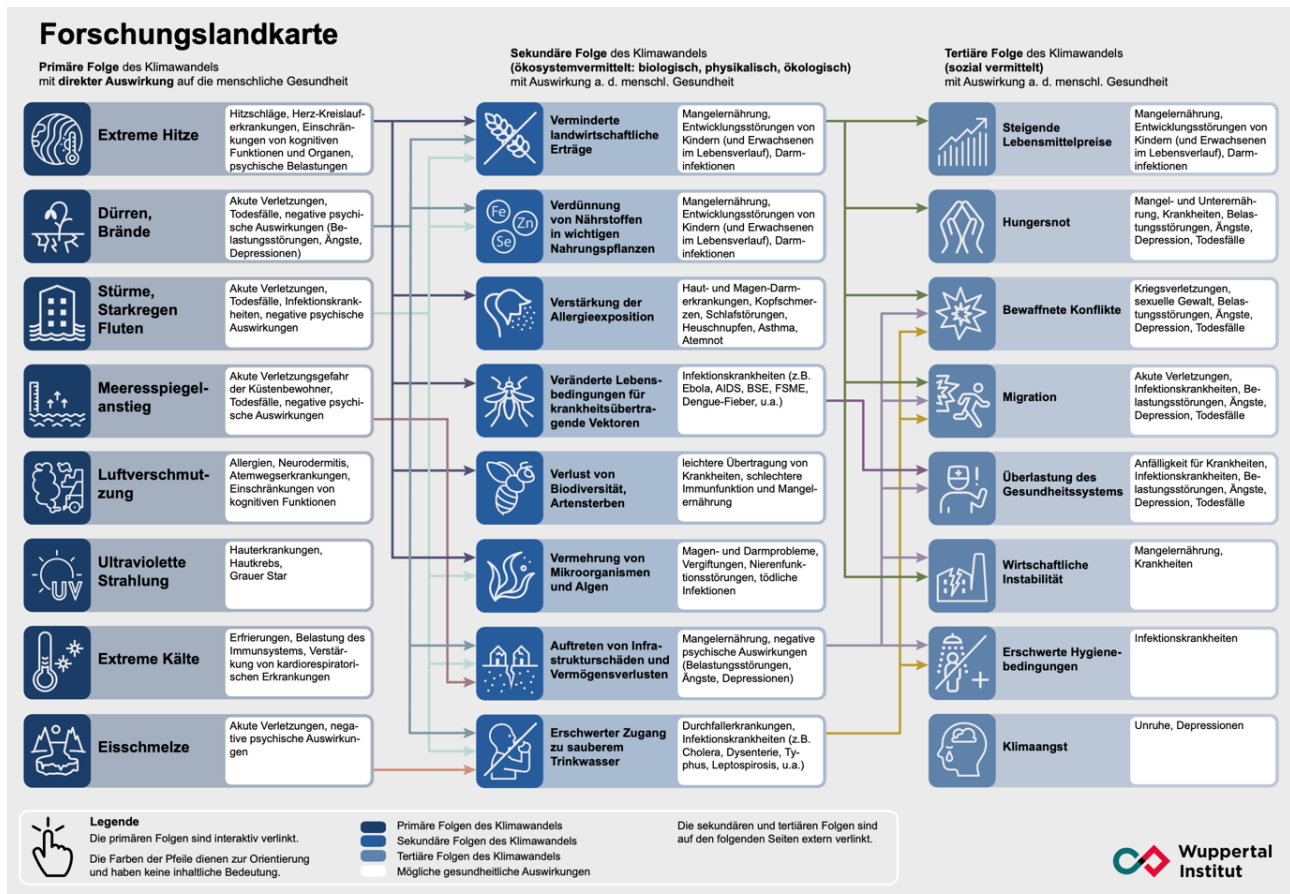 Forschungslandkarte
Primäre Folge des Klimawandels
mit direkter Auswirkung auf die menschliche Gesundheit
Extreme Hitze
Hitzschläge, Herz-Kreislauf-
erkrankungen, Einschrän-
kungen von kognitiven
Funktionen und Organen,
psychische Belastungen
Dürren,
Brände
Akute Verletzungen,
Todesfälle, negative psychi-
sche Auswirkungen (Be-
lastungsstörungen, Ängste,
Depressionen)
Stürme,
Starkregen
Fluten
Akute Verletzungen,
Todesfälle, Infektionskrank-
heiten, negative psychische
Auswirkungen
Meeresspiegel-
anstieg
Akute Verletzungsgefahr
der Küstenbewohner,
Todesfälle, negative psychi-
sche Auswirkungen
Luftverschmut-
zung
Allergien, Neurodermitis,
Atemwegserkrankungen,
Einschränkungen von
kognitiven Funktionen
Ultraviolette
Strahlung
UV
Hauterkrankungen,
Hautkrebs,
Grauer Star
Extreme Kälte
Erfrierungen, Belastung des
Immunsystems, Verstär-
kung von kardiorespiratori-
schen Erkrankungen
Eisschmelze
Akute Verletzungen, nega-
tive psychische Auswirkun-
gen
Sekundäre Folge des Klimawandels
(ökosystemvermittelt: biologisch, physikalisch, ökologisch)
mit Auswirkung a. d. menschl. Gesundheit
Verminderte
landwirtschaftliche
Erträge
Mangelernährung,
Entwicklungsstörungen von
Kindern (und Erwachsenen
im Lebensverlauf), Darm-
infektionen
Fe
Zn
Se
Verdünnung
von Nährstoffen
in wichtigen
Nahrungspflanzen
Mangelernährung,
Entwicklungsstörungen von
Kindern (und Erwachsenen
im Lebensverlauf), Darm-
infektionen
Verstärkung der
Allergieexposition
Haut- und Magen-Darm-
erkrankungen, Kopfschmer-
zen, Schlafstörungen,
Heuschnupfen, Asthma,
Atemnot
Veränderte Lebens-
bedingungen für
krankheitsübertra-
gende Vektoren
Infektionskrankheiten (z.B.
Ebola, AIDS, BSE, FSME,
Dengue-Fieber, u.a.)
Verlust von
Biodiversität,
Artensterben
leichtere Übertragung von
Krankheiten, schlechtere
Immunfunktion und Mangel-
ernährung
Vermehrung von
Mikroorganismen
und Algen
Magen- und Darmprobleme,
Vergiftungen, Nierenfunk-
tionsstörungen, tödliche
Infektionen
Auftreten von Infra-
strukturschäden und
Vermögensverlusten
Mangelernährung, negative
psychische Auswirkungen
(Belastungsstörungen,
Ängste, Depressionen)
Erschwerter Zugang
zu sauberem
Trinkwasser
Durchfallerkrankungen,
Infektionskrankheiten (z.B.
Cholera, Dysenterie, Ty-
phus, Leptospirosis, u.a.)
Tertiäre Folge des Klimawandels
(sozial vermittelt)
mit Auswirkung a. d. menschl. Gesundheit
Steigende
Lebensmittelpreise
Mangelernährung,
Entwicklungsstörungen von
Kindern (und Erwachsenen
im Lebensverlauf), Darm-
infektionen
Hungersnot
Mangel- und Unterernäh-
rung, Krankheiten, Belas-
tungsstörungen, Ängste,
Depression, Todesfälle
Bewaffnete Konflikte
Kriegsverletzungen,
sexuelle Gewalt, Belas-
tungsstörungen, Ängste,
Depression, Todesfälle
Migration
Akute Verletzungen,
Infektionskrankheiten, Be-
lastungsstörungen, Ängste,
Depression, Todesfälle
Überlastung des
Gesundheitssystems
Anfälligkeit für Krankheiten,
Infektionskrankheiten, Be-
lastungsstörungen, Ängste,
Depression, Todesfälle
Wirtschaftliche
Instabilität
Mangelernährung,
Krankheiten
Erschwerte Hygiene-
bedingungen
Infektionskrankheiten
Klimaangst
Unruhe, Depressionen
Legende
Die primären Folgen sind interaktiv verlinkt.
Die Farben der Pfeile dienen zur Orientierung
und haben keine inhaltliche Bedeutung.
Primäre Folgen des Klimawandels
Sekundäre Folgen des Klimawandels
Tertiäre Folgen des Klimawandels
Mögliche gesundheitliche Auswirkungen
Die sekundären und tertiären Folgen sind
auf den folgenden Seiten extern verlinkt.
Wuppertal
Institut